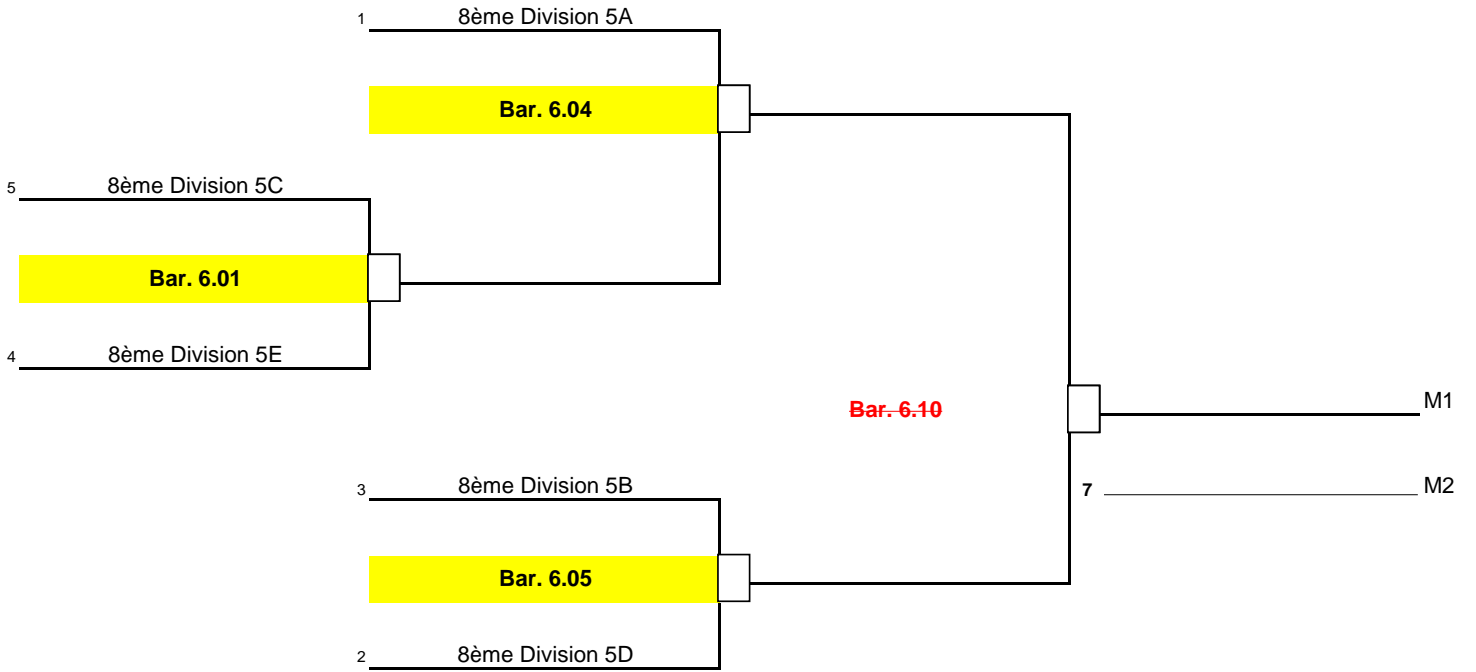 1 8ème Division 5A
Bar. 6.04
5 8ème Division 5C
Bar. 6.01
4 8ème Division 5E
Bar. 6.10
M1
3 8ème Division 5B
7 M2
Bar. 6.05
2 8ème Division 5D